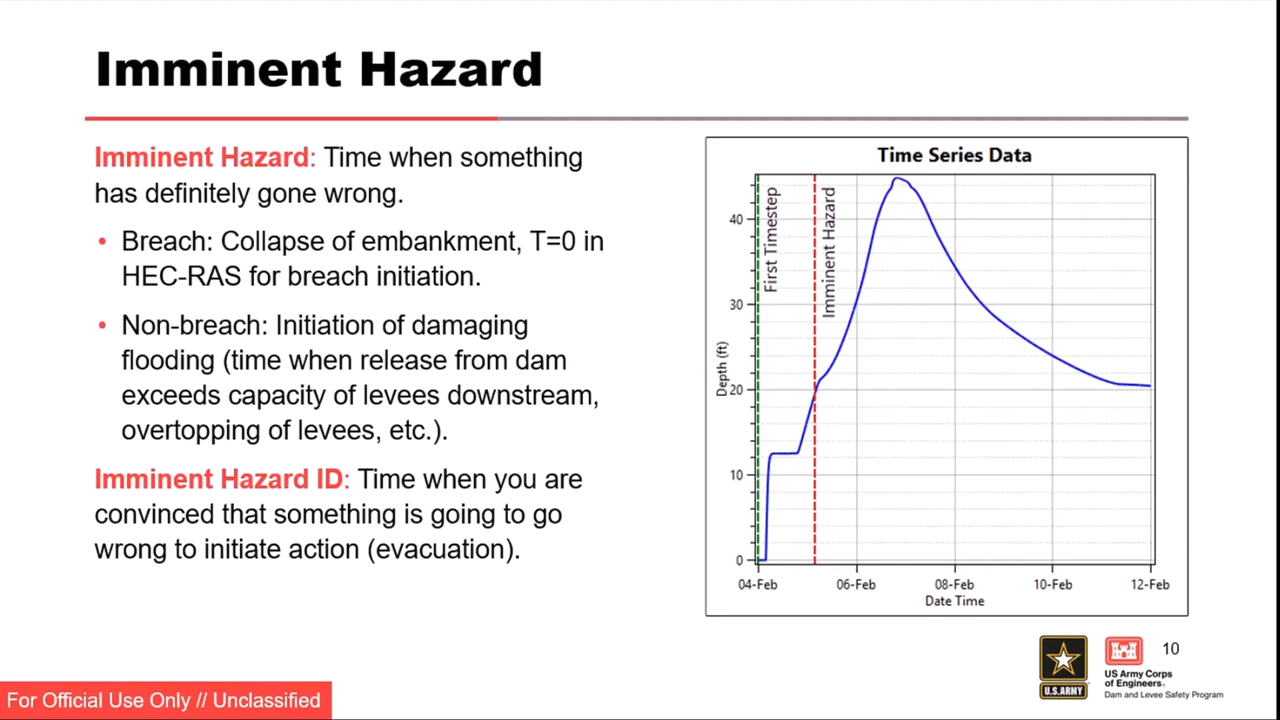 Imminent Hazard
Imminent Hazard: Time when something
has definitely gone wrong.
• Breach: Collapse of embankment, T=0 in
HEC-RAS for breach initiation.
• Non-breach: Initiation of damaging
flooding (time when release from dam
exceeds capacity of levees downstream,
overtopping of levees, etc.).
Imminent Hazard ID: Time when you are
convinced that something is going to go
wrong to initiate action (evacuation).
Time Series Data
First Timestep
Imminent Hazard
Depth (ft)
40
30
20
10
0
04-Feb 06-Feb 08-Feb 10-Feb 12-Feb
Date Time
U.S.ARMY
US Army Corps
of Engineers®
Dam and Levee Safety Program
10
For Official Use Only // Unclassified